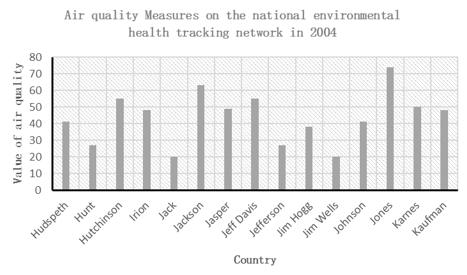 Air quality Measures on the national environmental
health tracking network in 2004
Value of air quality
80
70
60
50
40
30
20
10
0
Hudspeth
Hunt
Hutchinson
Irion
Jack
Jackson
Jasper
Jeff Davis
Jefferson
Jim Hogg
Jim Wells
Johnson
Jones
Karnes
Kaufman
Country